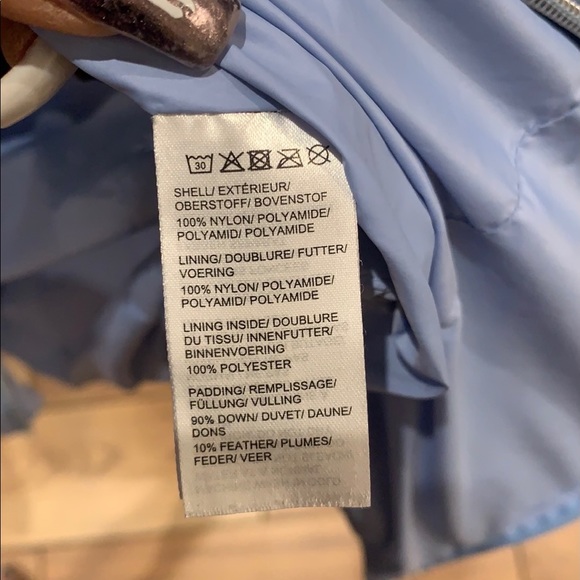 30
SHELL/ EXTÉRIEUR/
OBERSTOFF/ BOVENSTOF
100% NYLON/ POLYAMIDE/
POLYAMID/ POLYAMIDE
LINING/ DOUBLURE/ FUTTER/
VOERING
100% NYLON/ POLYAMIDE/
POLYAMID/ POLYAMIDE
LINING INSIDE/ DOUBLURE
DU TISSU/ INNENFUTTER/
BINNENVOERING
100% POLYESTER
PADDING/ REMPLISSAGE/
FÜLLUNG/ VULLING
90% DOWN/ DUVET/ DAUNE/
DONS
10% FEATHER/ PLUMES/
FEDER/ VEER